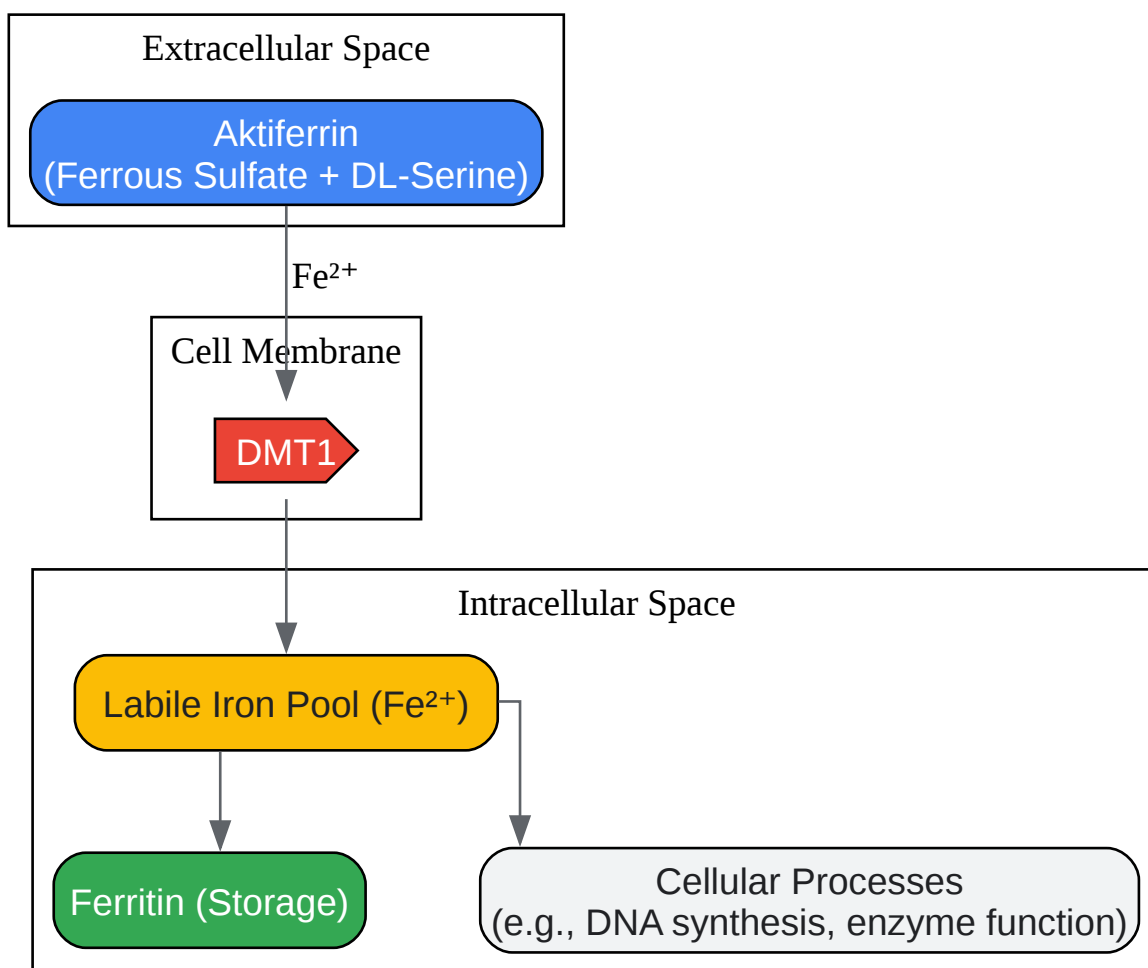 Extracellular Space
Aktiferrin
(Ferrous Sulfate + DL-Serine)
Fe²⁺
Cell Membrane
DMT1
Intracellular Space
Labile Iron Pool (Fe²⁺)
Ferritin (Storage)
Cellular Processes
(e.g., DNA synthesis, enzyme function)